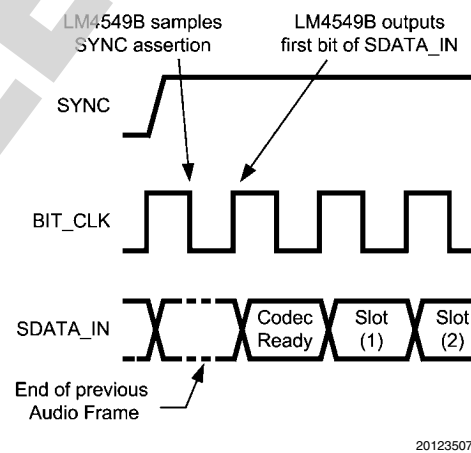 LM4549B samples
SYNC assertion
LM4549B outputs
first bit of SDATA_IN
SYNC
BIT_CLK
SDATA_IN
Codec
Ready
Slot
(1)
Slot
(2)
End of previous
Audio Frame
20123507